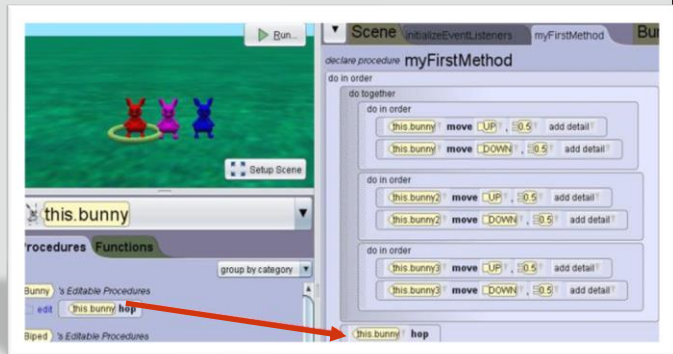 Run...
Setup Scene
this.bunny
Procedures Functions
group by category
Bunny 's Editable Procedures
edit this.bunny hop
Biped 's Editable Procedures
Scene initializeEventListeners myFirstMethod Bun
declare procedure myFirstMethod
do in order
do together
do in order
this.bunny move UP , 0.5 add detail
this.bunny move DOWN , 0.5 add detail
do in order
this.bunny2 move UP , 0.5 add detail
this.bunny2 move DOWN , 0.5 add detail
do in order
this.bunny3 move UP , 0.5 add detail
this.bunny3 move DOWN , 0.5 add detail
this.bunny hop